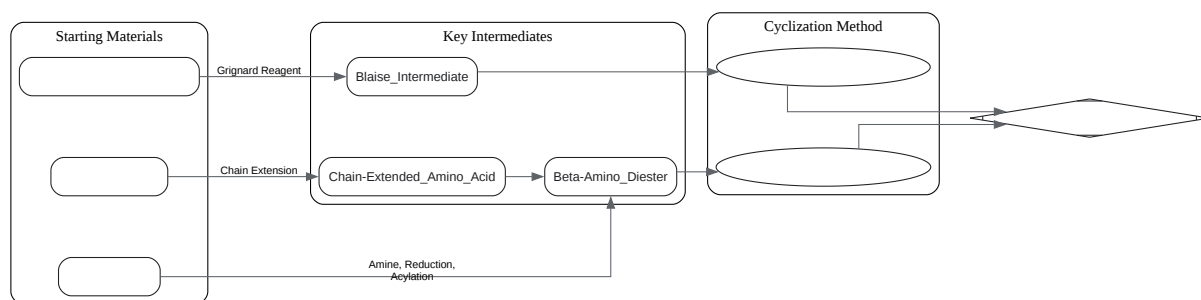 Starting Materials
Key Intermediates
Cyclization Method
Grignard Reagent
Blaise_Intermediate
Chain Extension
Chain-Extended_Amino_Acid
Beta-Amino_Diester
Amine, Reduction,
Acylation